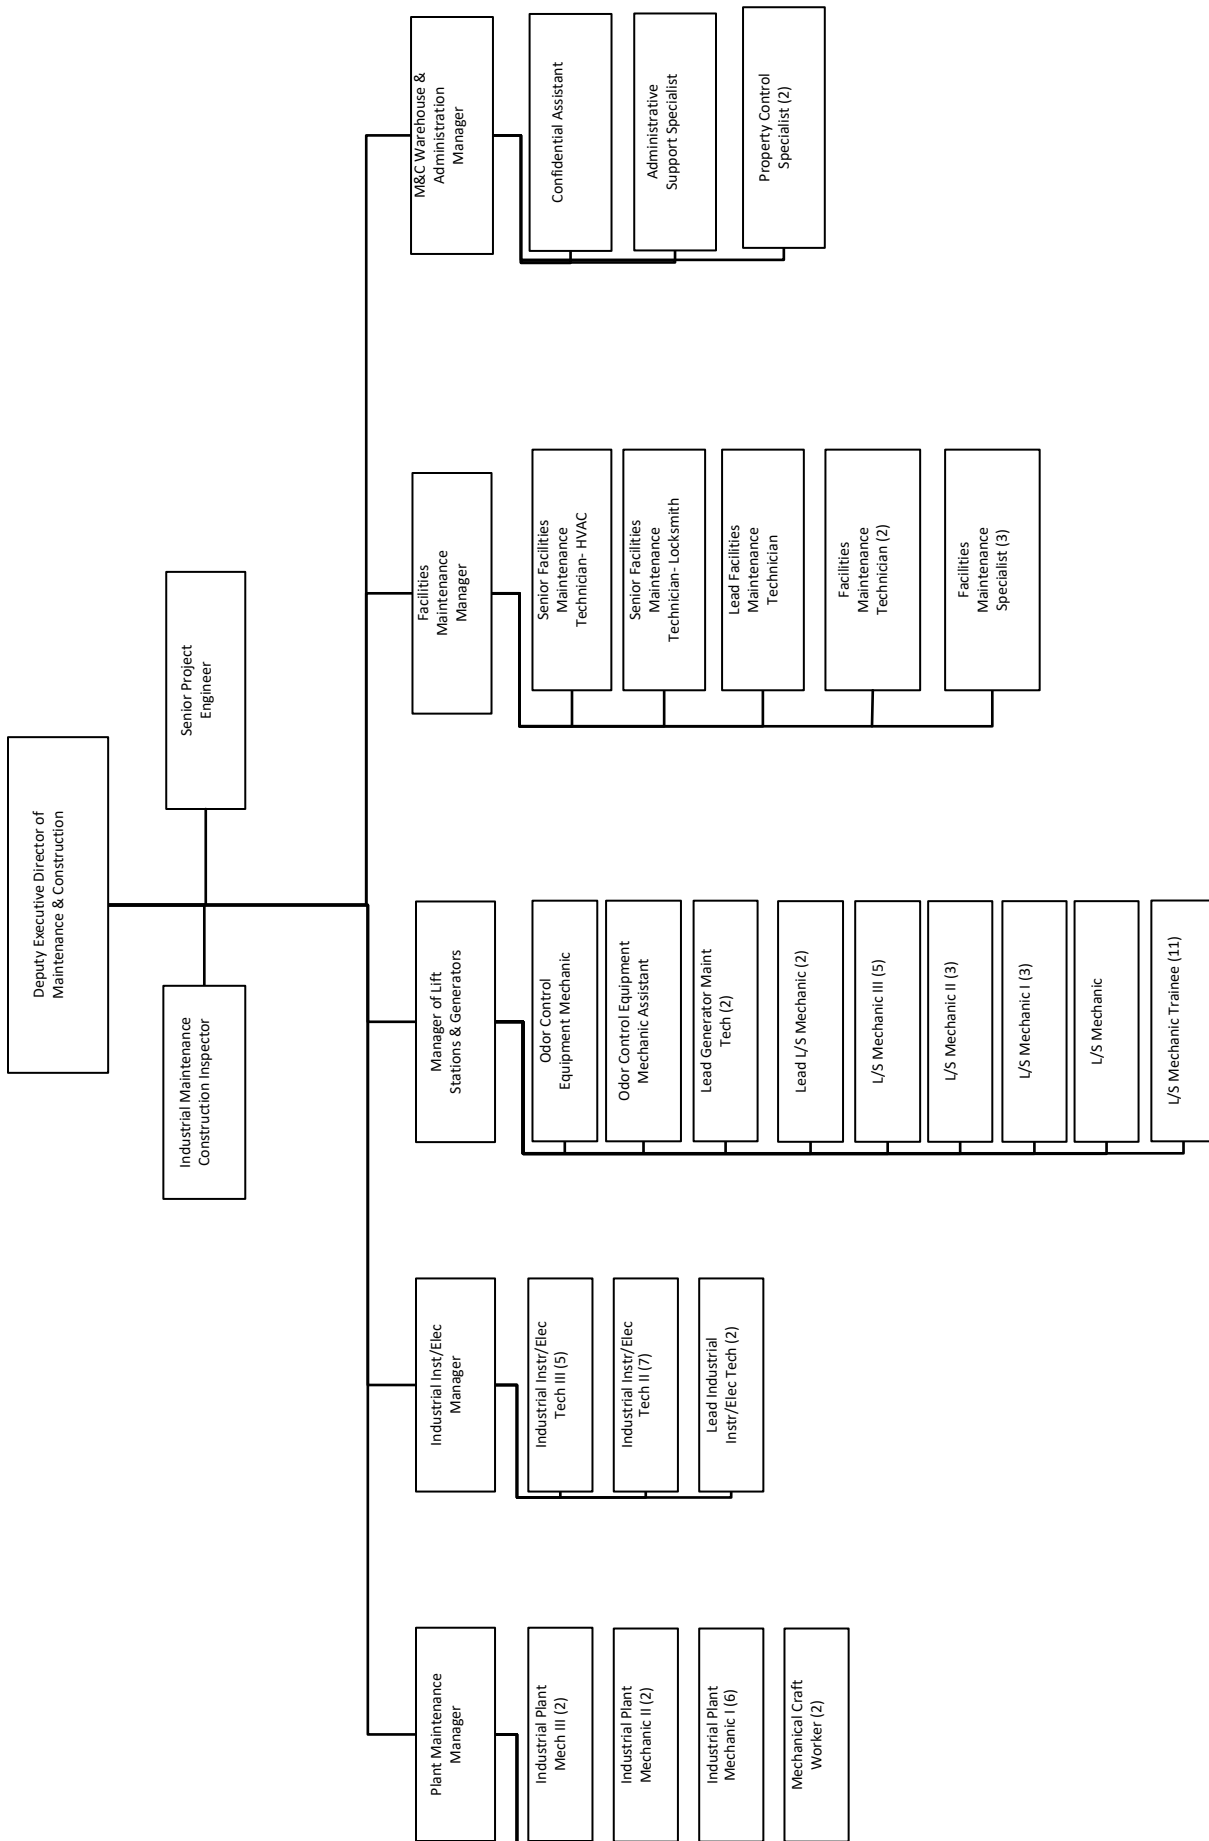 Deputy Executive Director of
Maintenance & Construction
Industrial Maintenance
Construction Inspector
Senior Project
Engineer
Plant Maintenance
Manager
Industrial Plant
Mech III (2)
Industrial Plant
Mechanic II (2)
Industrial Plant
Mechanic I (6)
Mechanical Craft
Worker (2)
Industrial Inst/Elec
Manager
Industrial Instr/Elec
Tech III (5)
Industrial Instr/Elec
Tech II (7)
Lead Industrial
Instr/Elec Tech (2)
Manager of Lift
Stations & Generators
Odor Control
Equipment Mechanic
Odor Control Equipment
Mechanic Assistant
Lead Generator Maint
Tech (2)
Lead L/S Mechanic (2)
L/S Mechanic III (5)
L/S Mechanic II (3)
L/S Mechanic I (3)
L/S Mechanic
L/S Mechanic Trainee (11)
Facilities
Maintenance
Manager
Senior Facilities
Maintenance
Technician- HVAC
Senior Facilities
Maintenance
Technician- Locksmith
Lead Facilities
Maintenance
Technician
Facilities
Maintenance
Technician (2)
Facilities
Maintenance
Specialist (3)
M&C Warehouse &
Administration
Manager
Confidential Assistant
Administrative
Support Specialist
Property Control
Specialist (2)